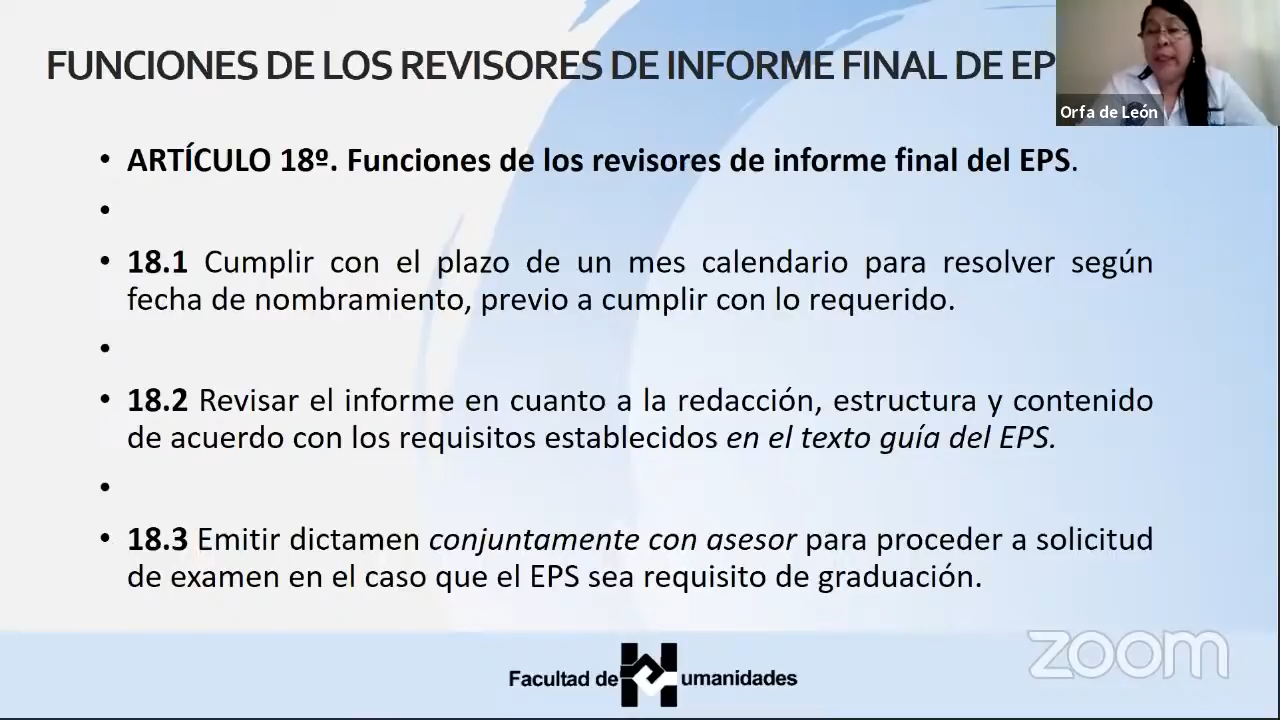 FUNCIONES DE LOS REVISORES DE INFORME FINAL DE EP
Orfa de León
• ARTÍCULO 18º. Funciones de los revisores de informe final del EPS.
•
• 18.1 Cumplir con el plazo de un mes calendario para resolver según
fecha de nombramiento, previo a cumplir con lo requerido.
•
• 18.2 Revisar el informe en cuanto a la redacción, estructura y contenido
de acuerdo con los requisitos establecidos en el texto guía del EPS.
•
• 18.3 Emitir dictamen conjuntamente con asesor para proceder a solicitud
de examen en el caso que el EPS sea requisito de graduación.
zoom
Facultad de Humanidades